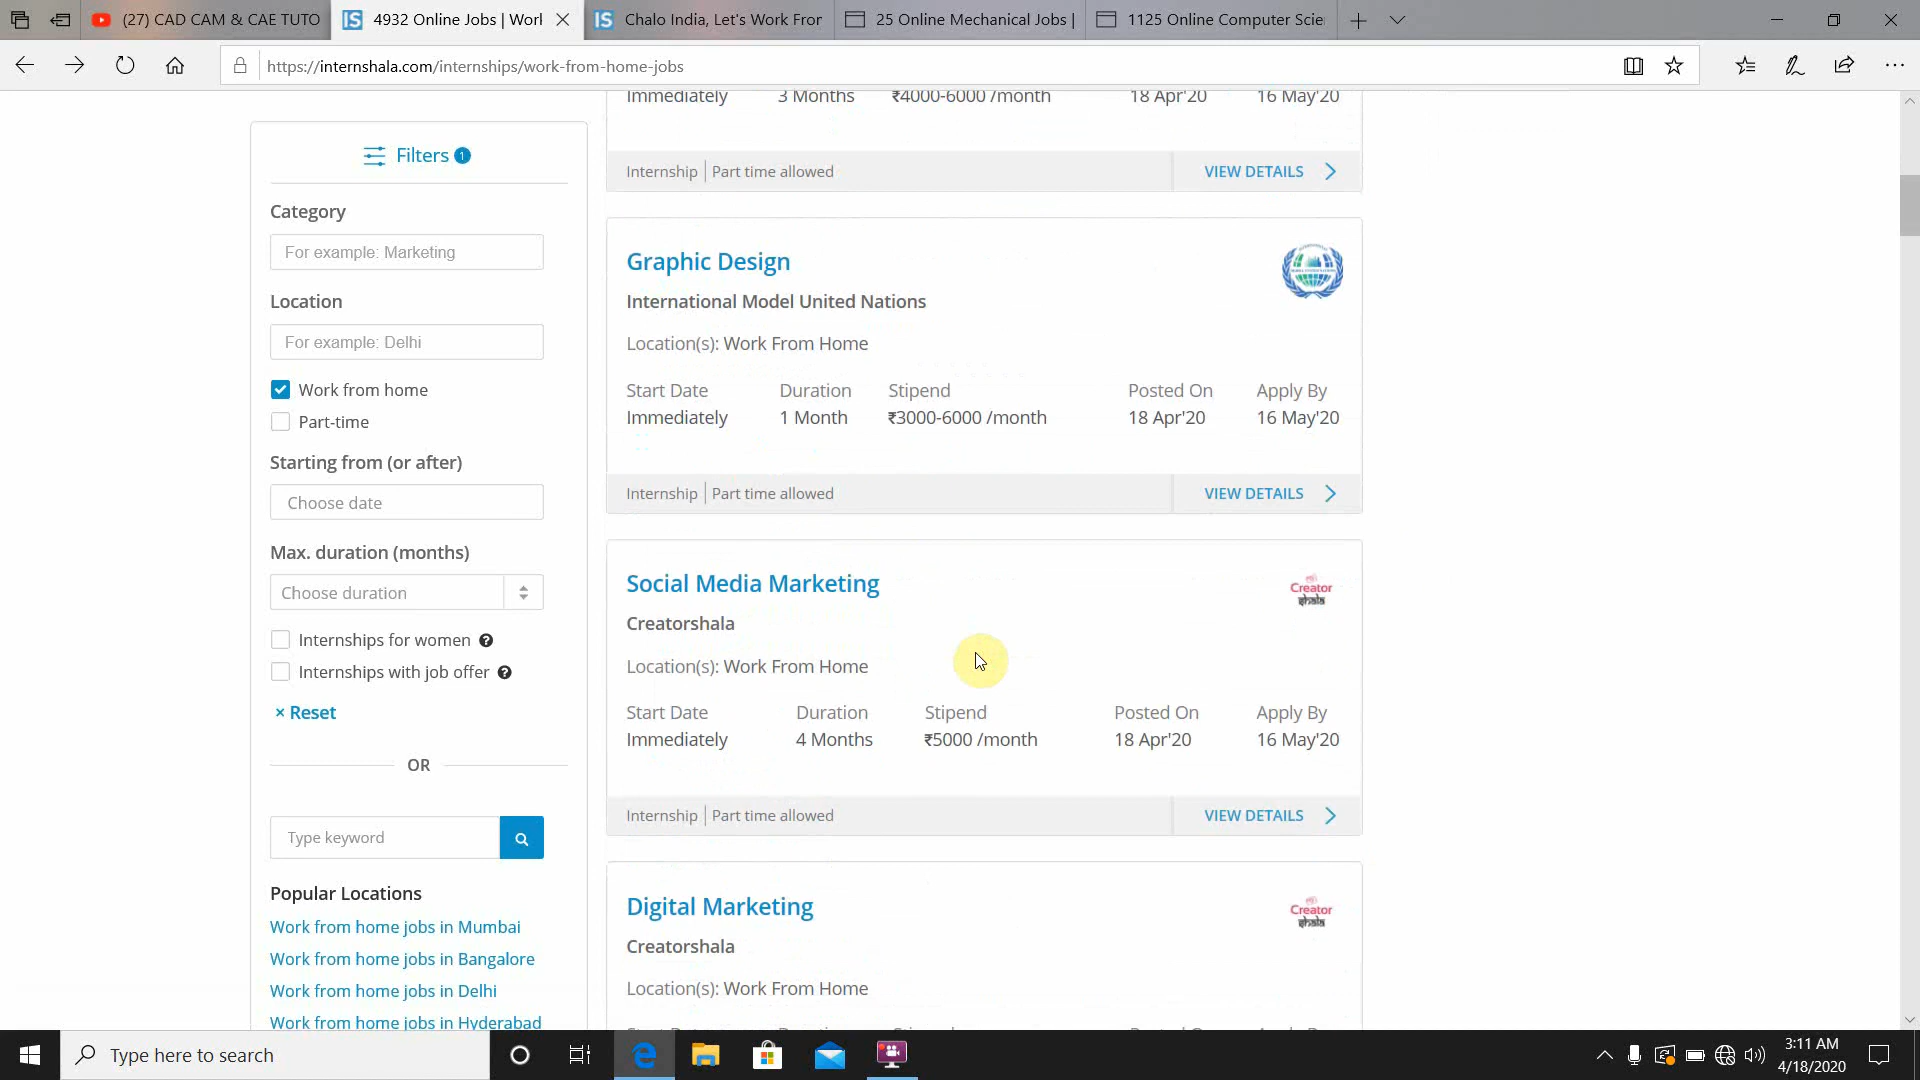 (27) CAD CAM & CAE TUTO
4932 Online Jobs | Worl
Chalo India, Let's Work Fror
25 Online Mechanical Jobs |
1125 Online Computer Scie
https://internshala.com/internships/work-from-home-jobs
Immediately 3 Months ₹4000-6000 /month 18 Apr'20 16 May'20
Internship Part time allowed VIEW DETAILS
Filters 1
Category
For example: Marketing
Location
For example: Delhi
Work from home
Part-time
Starting from (or after)
Choose date
Max. duration (months)
Choose duration
Internships for women ?
Internships with job offer ?
× Reset
OR
Type keyword
Popular Locations
Work from home jobs in Mumbai
Work from home jobs in Bangalore
Work from home jobs in Delhi
Work from home jobs in Hyderabad
Graphic Design
International Model United Nations
Location(s): Work From Home
Start Date Duration Stipend Posted On Apply By
Immediately 1 Month ₹3000-6000 /month 18 Apr'20 16 May'20
Internship Part time allowed VIEW DETAILS
Social Media Marketing
Creator
shala
Creatorshala
Location(s): Work From Home
Start Date Duration Stipend Posted On Apply By
Immediately 4 Months ₹5000 /month 18 Apr'20 16 May'20
Internship Part time allowed VIEW DETAILS
Digital Marketing
Creator
shala
Creatorshala
Location(s): Work From Home
Type here to search
3:11 AM
4/18/2020